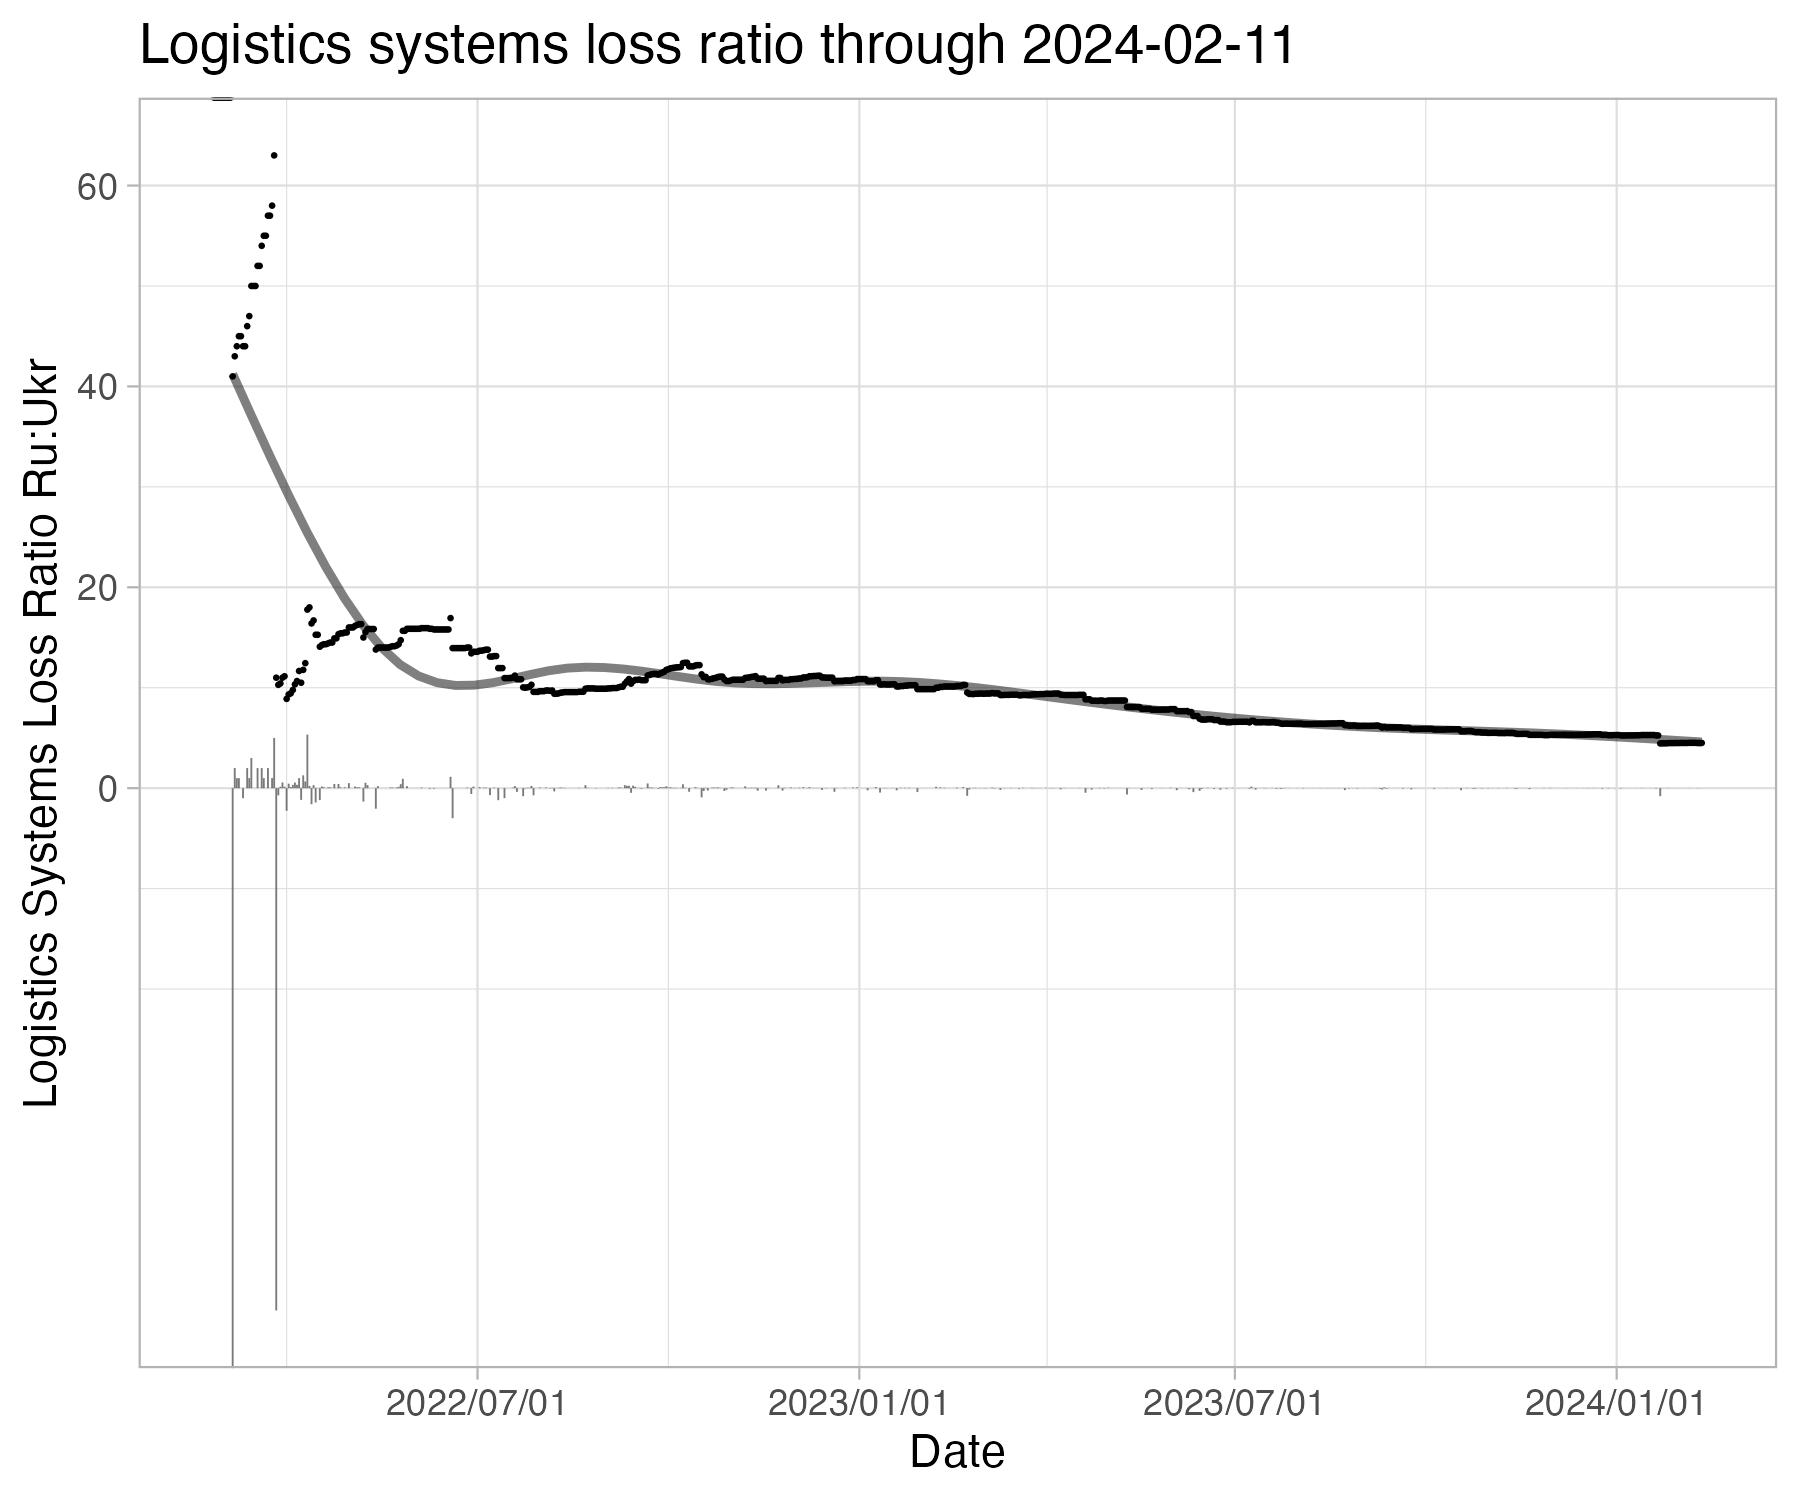 Logistics systems loss ratio through 2024-02-11
Logistics Systems Loss Ratio Ru:Ukr
60
40
20
0
2022/07/01
2023/01/01
2023/07/01
2024/01/01
Date